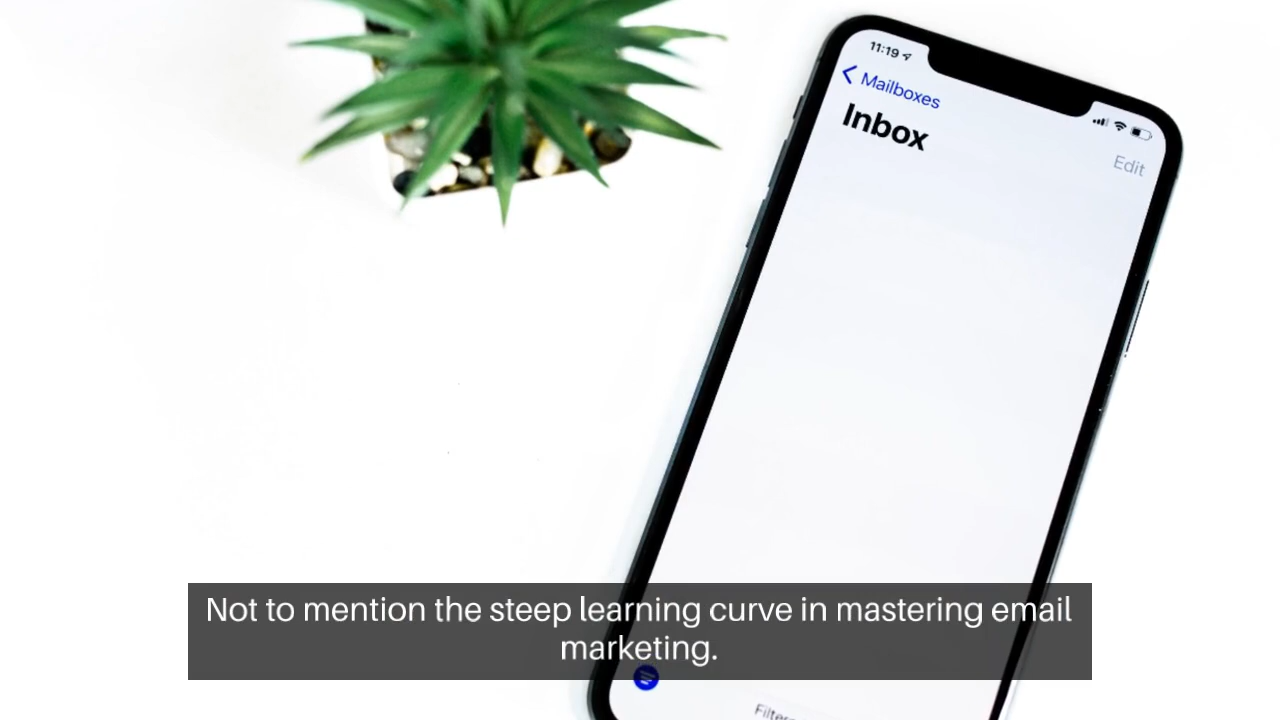 11:19
Mailboxes
Inbox
Edit
Not to mention the steep learning curve in mastering email
marketing.